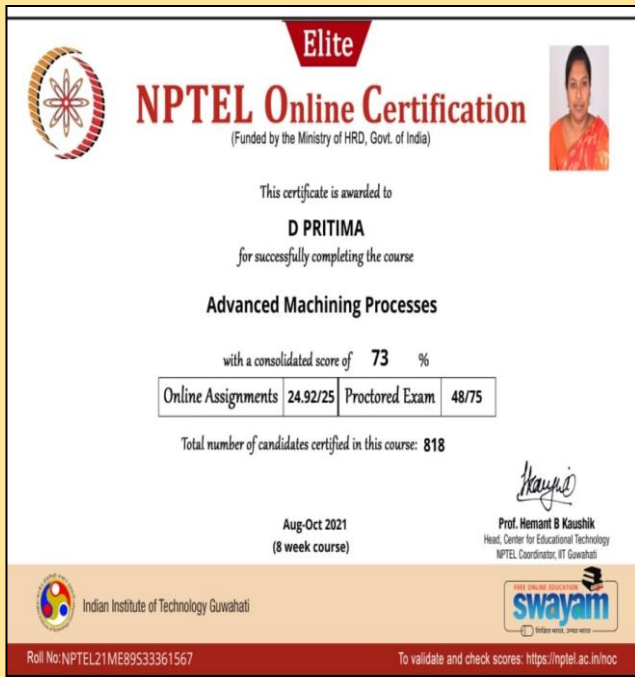 Elite
NPTEL Online Certification
(Funded by the Ministry of HRD, Govt. of India)
This certificate is awarded to
D PRITIMA
for successfully completing the course
Advanced Machining Processes
with a consolidated score of 73 %
Online Assignments 24.92/25 Proctored Exam 48/75
Total number of candidates certified in this course: 818
Aug-Oct 2021
(8 week course)
Prof. Hemant B Kaushik
Head, Center for Educational Technology
NPTEL Coordinator, IIT Guwahati
Indian Institute of Technology Guwahati
FREE ONLINE EDUCATION
swayam
शिक्षित भारत, उन्नत भारत
Roll No: NPTEL21ME89S33361567
To validate and check scores: https://nptel.ac.in/noc